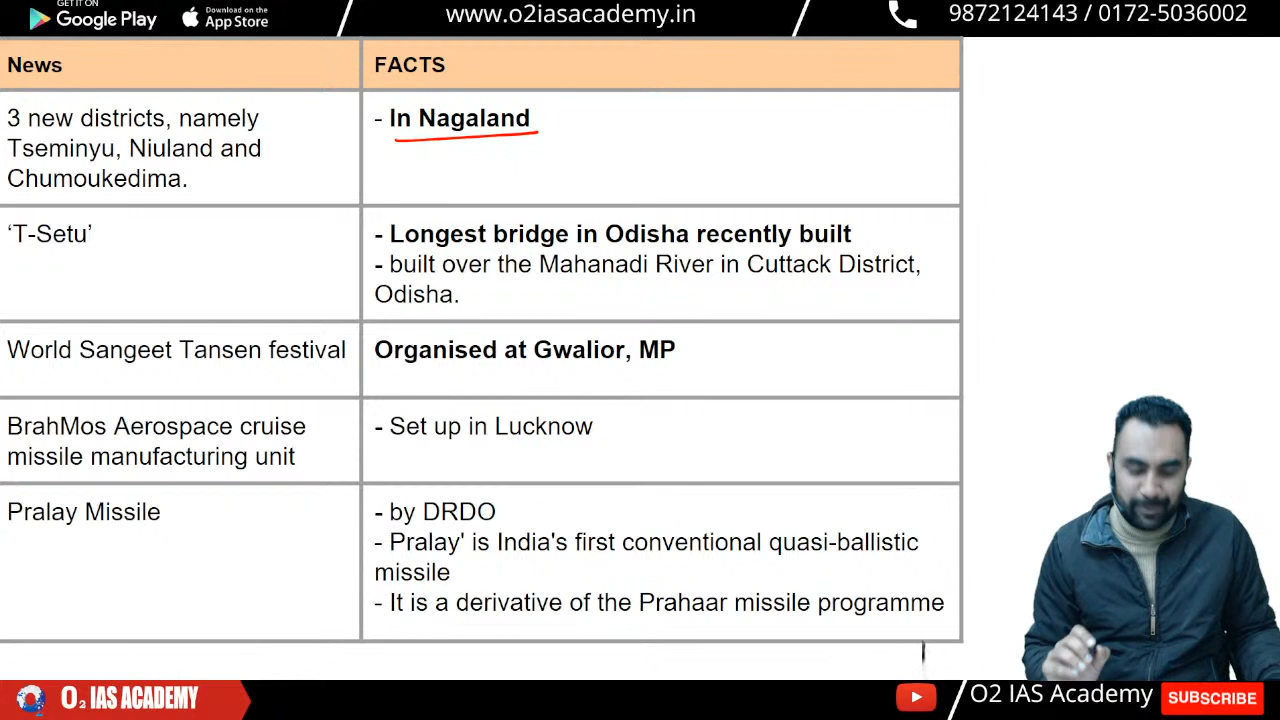 GET IT ON
Google Play
Download on the
App Store
www.o2iasacademy.in
9872124143 / 0172-5036002
News
FACTS
3 new districts, namely
Tseminyu, Niuland and
Chumoukedima.
- In Nagaland
‘T-Setu’
- Longest bridge in Odisha recently built
- built over the Mahanadi River in Cuttack District,
Odisha.
World Sangeet Tansen festival
Organised at Gwalior, MP
BrahMos Aerospace cruise
missile manufacturing unit
- Set up in Lucknow
Pralay Missile
- by DRDO
- Pralay' is India's first conventional quasi-ballistic
missile
- It is a derivative of the Prahaar missile programme
O2 IAS ACADEMY
O2 IAS Academy
SUBSCRIBE